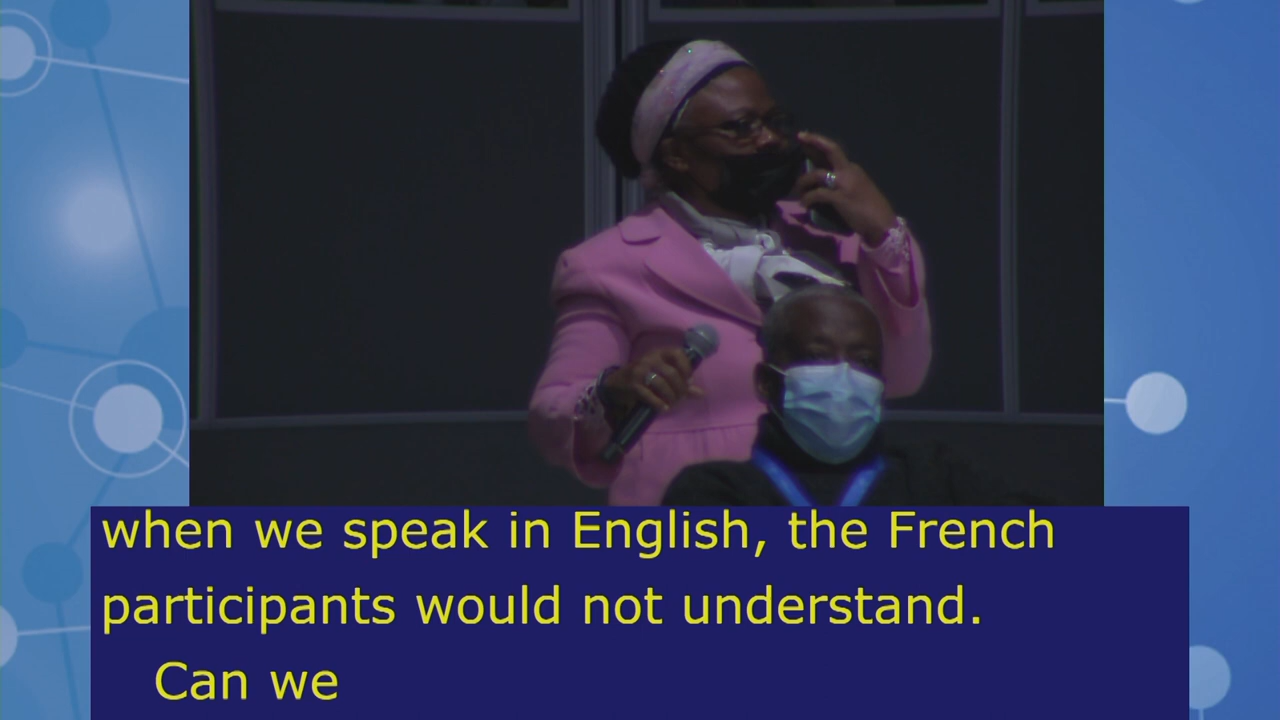 when we speak in English, the French
participants would not understand.
Can we